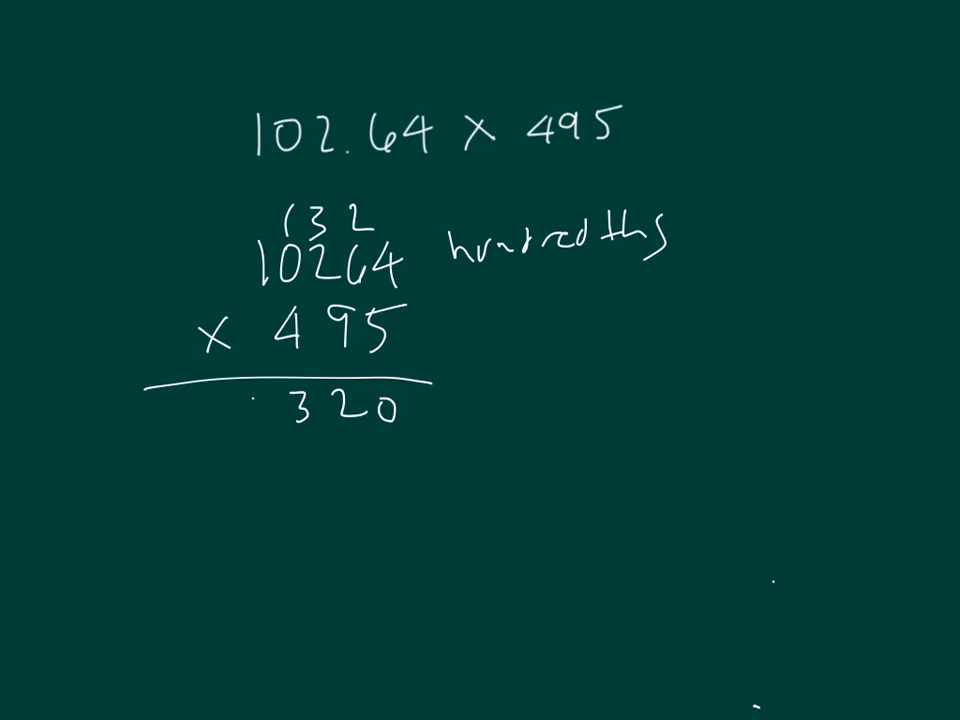 102.64 x 495
132
10264 hundredths
x 495
320